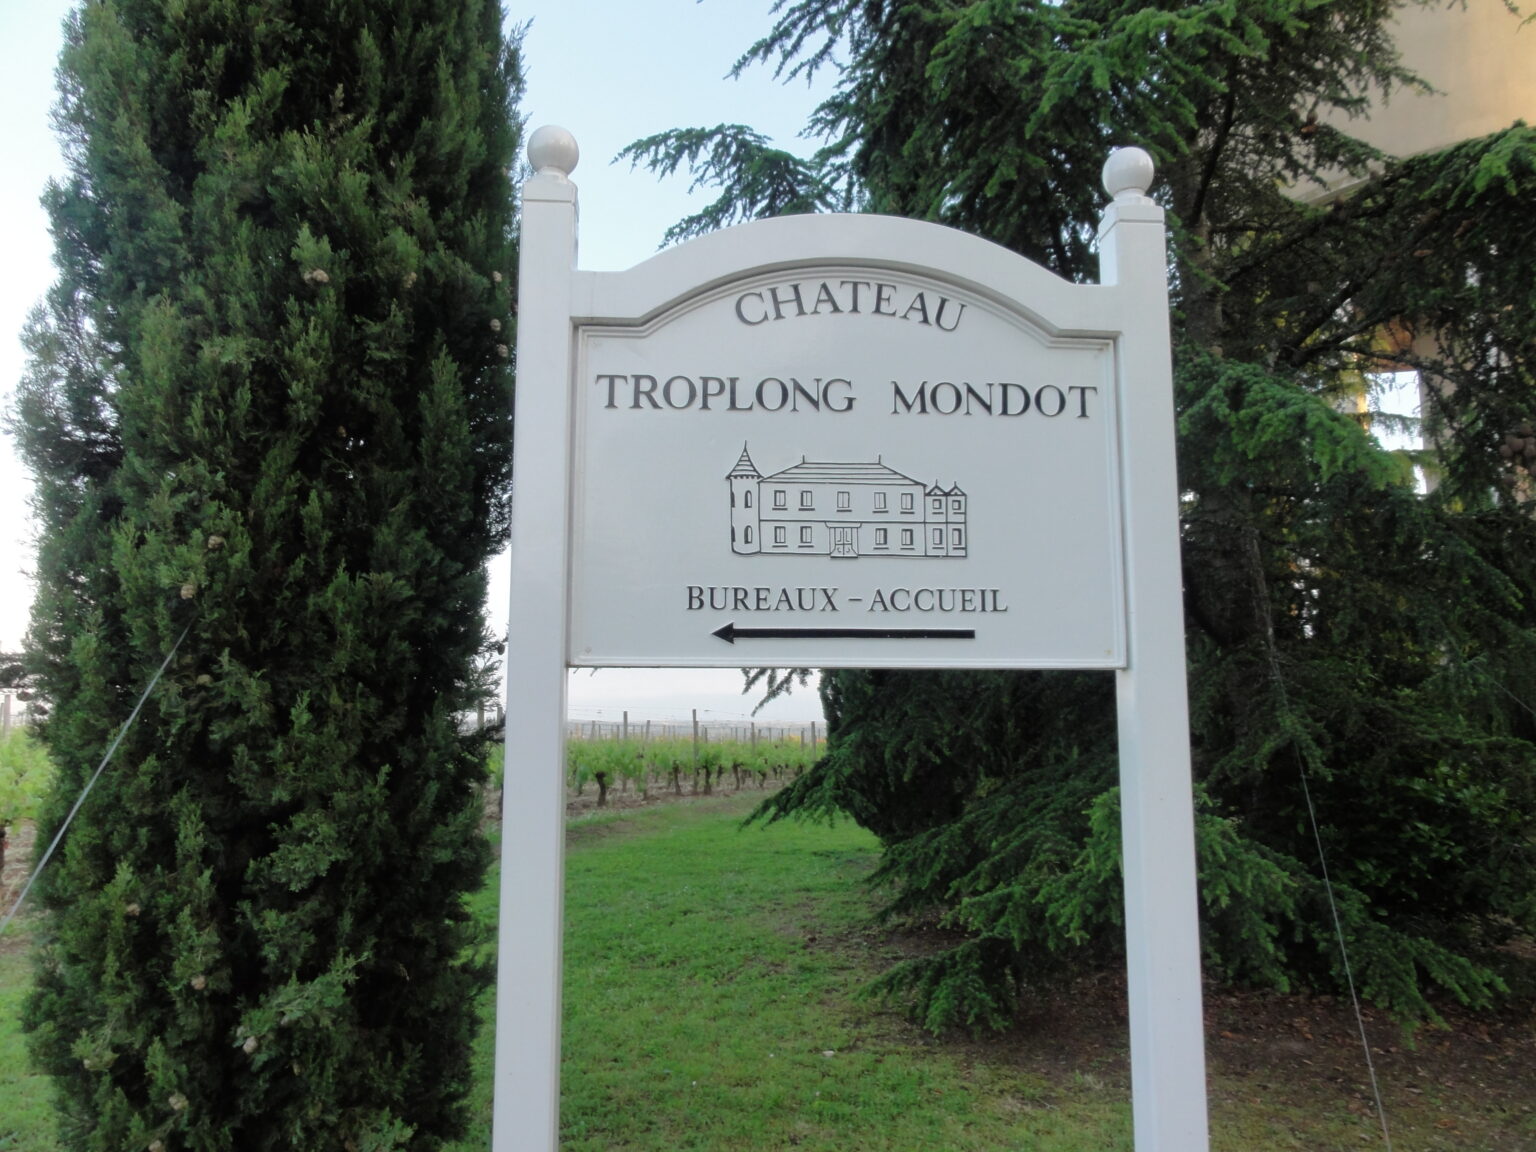 CHATEAU
TROPLONG MONDOT
BUREAUX - ACCUEIL